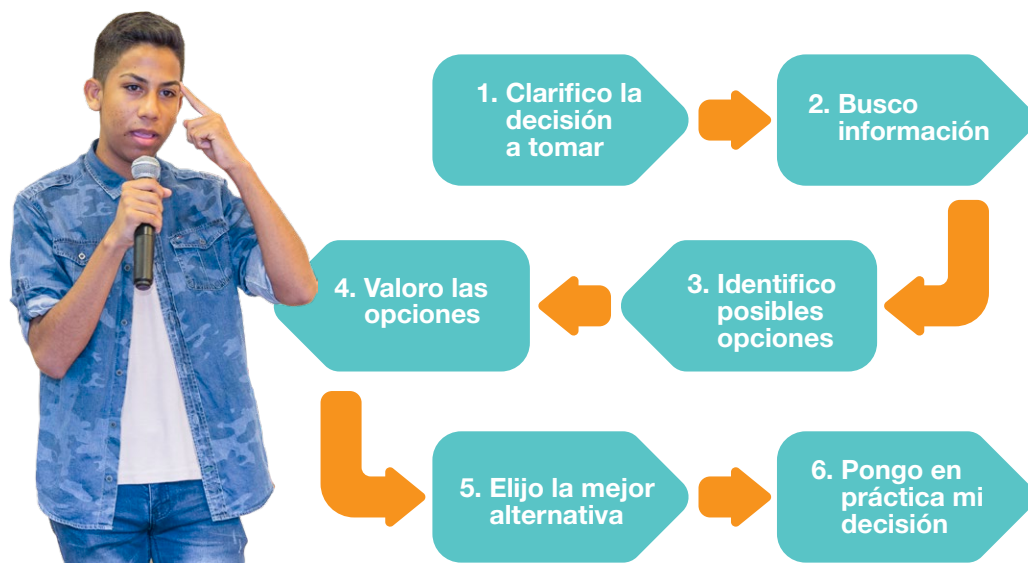 1. Clarifico la
decisión
a tomar
2. Busco
información
3. Identifico
posibles
opciones
4. Valoro las
opciones
5. Elijo la mejor
alternativa
6. Pongo en
práctica mi
decisión